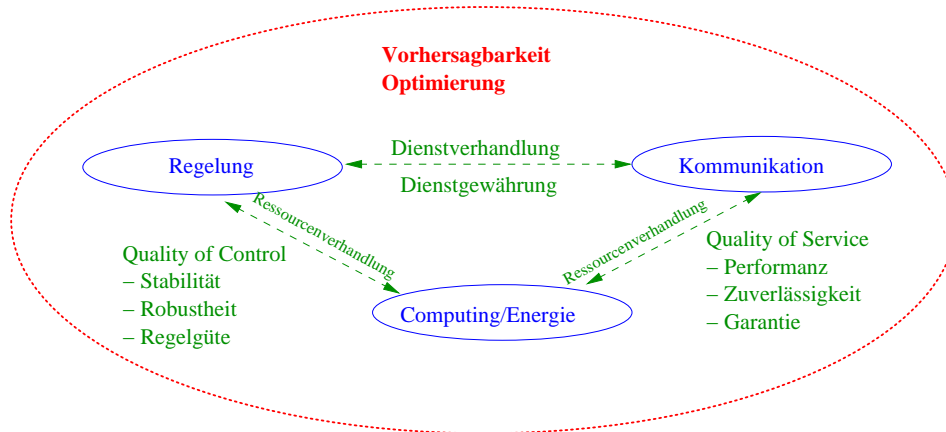 Vorhersagbarkeit
Optimierung
Dienstverhandlung
Regelung
Kommunikation
Dienstgewährung
Ressourcenverhandlung
Ressourcenverhandlung
Quality of Control
– Stabilität
– Robustheit
– Regelgüte
Quality of Service
– Performanz
– Zuverlässigkeit
– Garantie
Computing/Energie